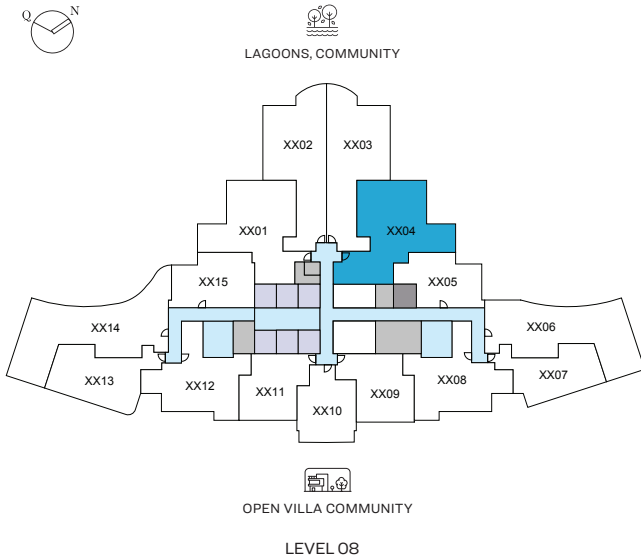 Q N
LAGOONS, COMMUNITY
XX02 XX03
XX01 XX04
XX15 XX05
XX14 XX06
XX13 XX12 XX11 XX10 XX09 XX08 XX07
OPEN VILLA COMMUNITY
LEVEL 08